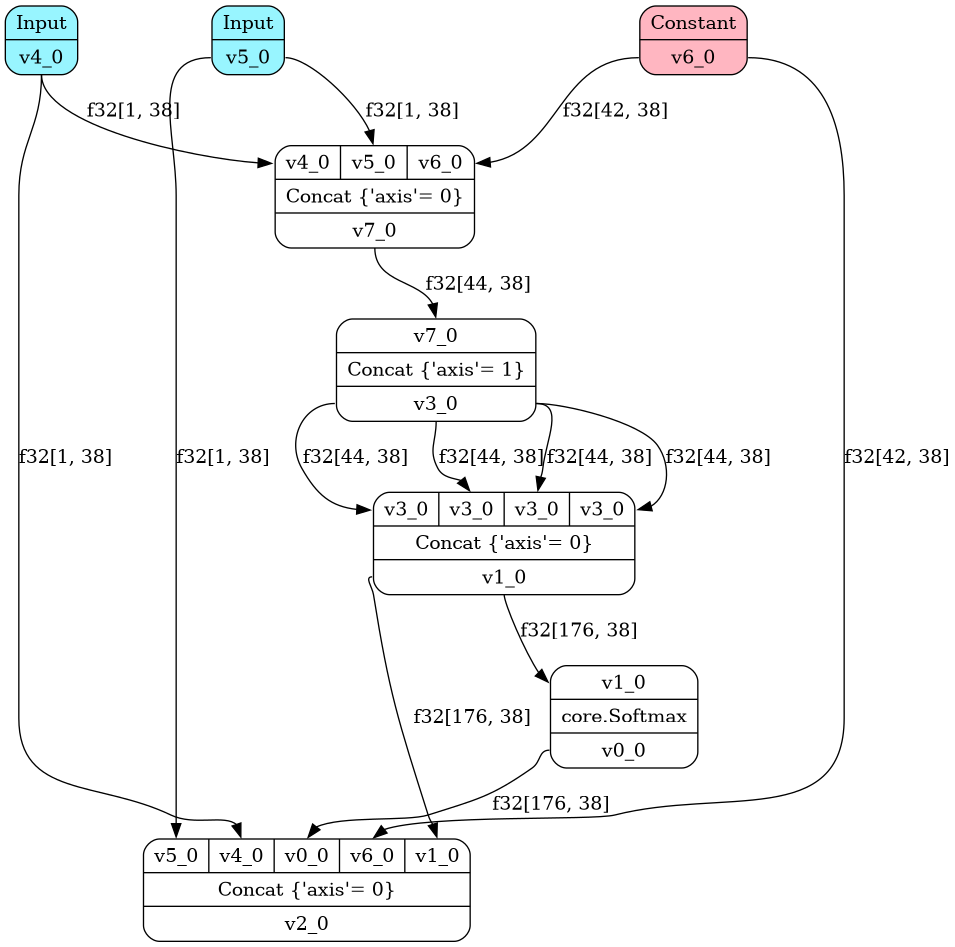 Input
v4_0
Input
v5_0
Constant
v6_0
f32[1, 38]
f32[1, 38]
f32[42, 38]
v4_0 v5_0 v6_0
Concat {'axis'= 0}
v7_0
f32[44, 38]
v7_0
Concat {'axis'= 1}
v3_0
f32[1, 38]
f32[1, 38]
f32[44, 38]
f32[44, 38]
f32[44, 38]
f32[44, 38]
f32[42, 38]
v3_0 v3_0 v3_0 v3_0
Concat {'axis'= 0}
v1_0
f32[176, 38]
v1_0
core.Softmax
v0_0
f32[176, 38]
f32[176, 38]
v5_0 v4_0 v0_0 v6_0 v1_0
Concat {'axis'= 0}
v2_0